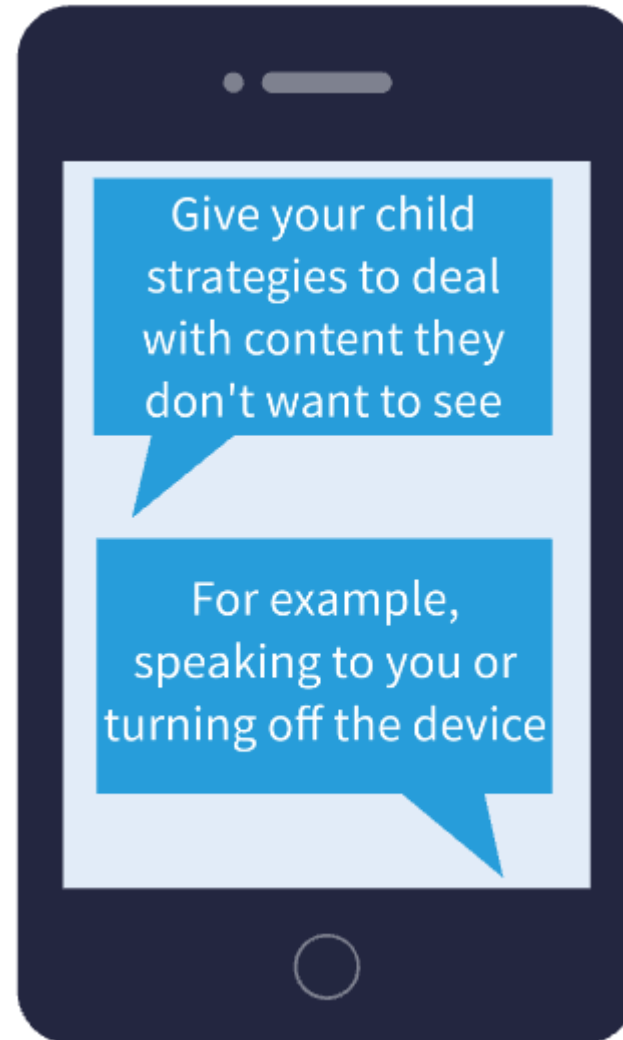 Give your child
strategies to deal
with content they
don't want to see
For example,
speaking to you or
turning off the device